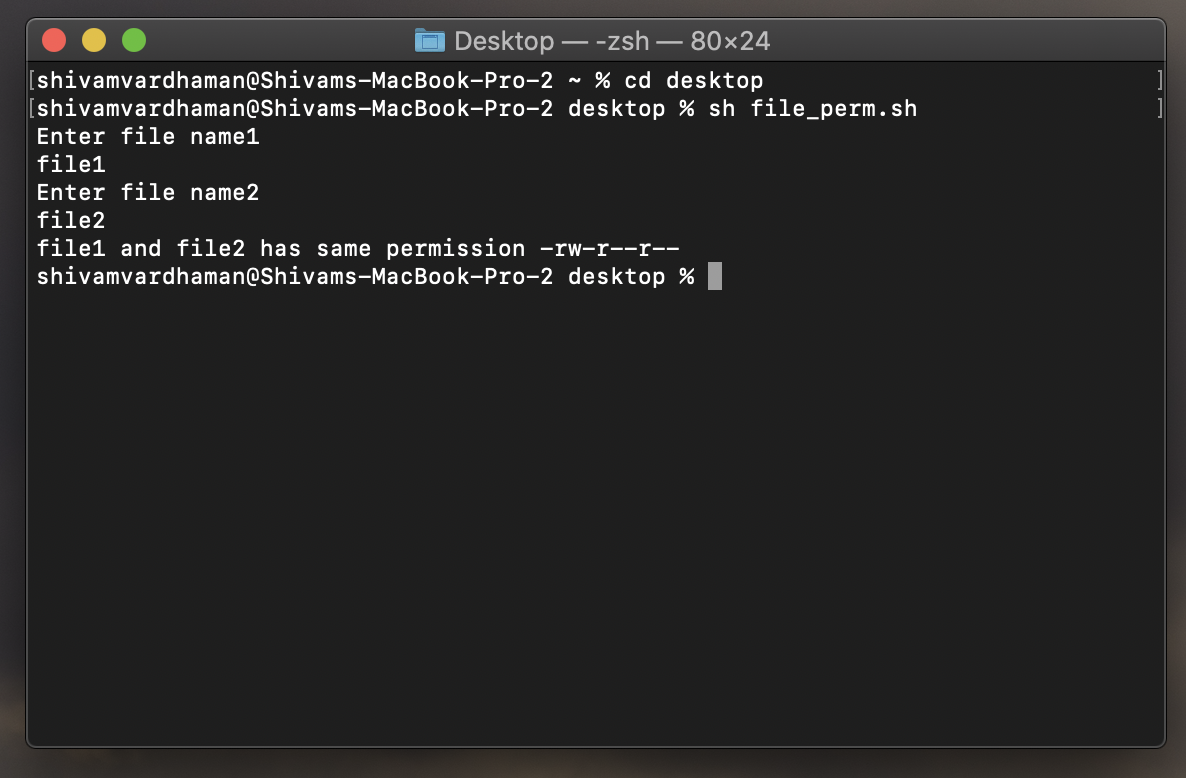 Desktop — -zsh — 80×24
[shivamvardhaman@Shivams-MacBook-Pro-2 ~ % cd desktop ]
[shivamvardhaman@Shivams-MacBook-Pro-2 desktop % sh file_perm.sh ]
Enter file name1
file1
Enter file name2
file2
file1 and file2 has same permission -rw-r--r--
shivamvardhaman@Shivams-MacBook-Pro-2 desktop %